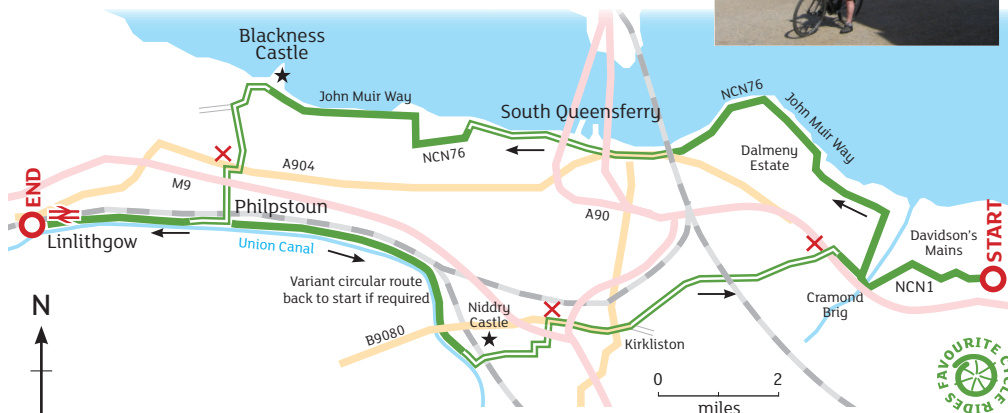 Blackness
Castle
John Muir Way
NCN76
South Queensferry
NCN76
John Muir Way
Dalmeny
Estate
A904
M9
END
Philpstoun
Linlithgow
Union Canal
A90
Variant circular route
back to start if required
Davidson's
Mains
START
NCN1
Cramond
Brig
Niddry
Castle
B9080
Kirkliston
N
0 2
miles
FAVOURITE CYCLE RIDES